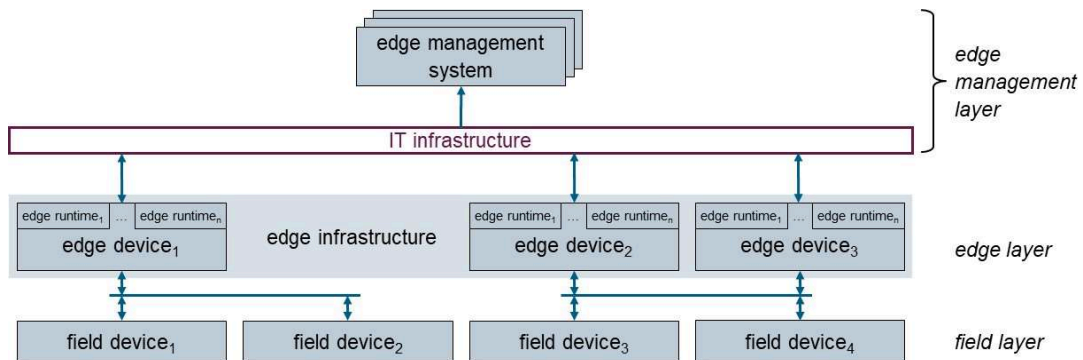 edge management
system
edge
management
layer
IT infrastructure
edge runtime₁ ... edge runtimeₙ
edge runtime₁ ... edge runtimeₙ
edge runtime₁ ... edge runtimeₙ
edge device₁
edge infrastructure
edge device₂
edge device₃
edge layer
field device₁
field device₂
field device₃
field device₄
field layer